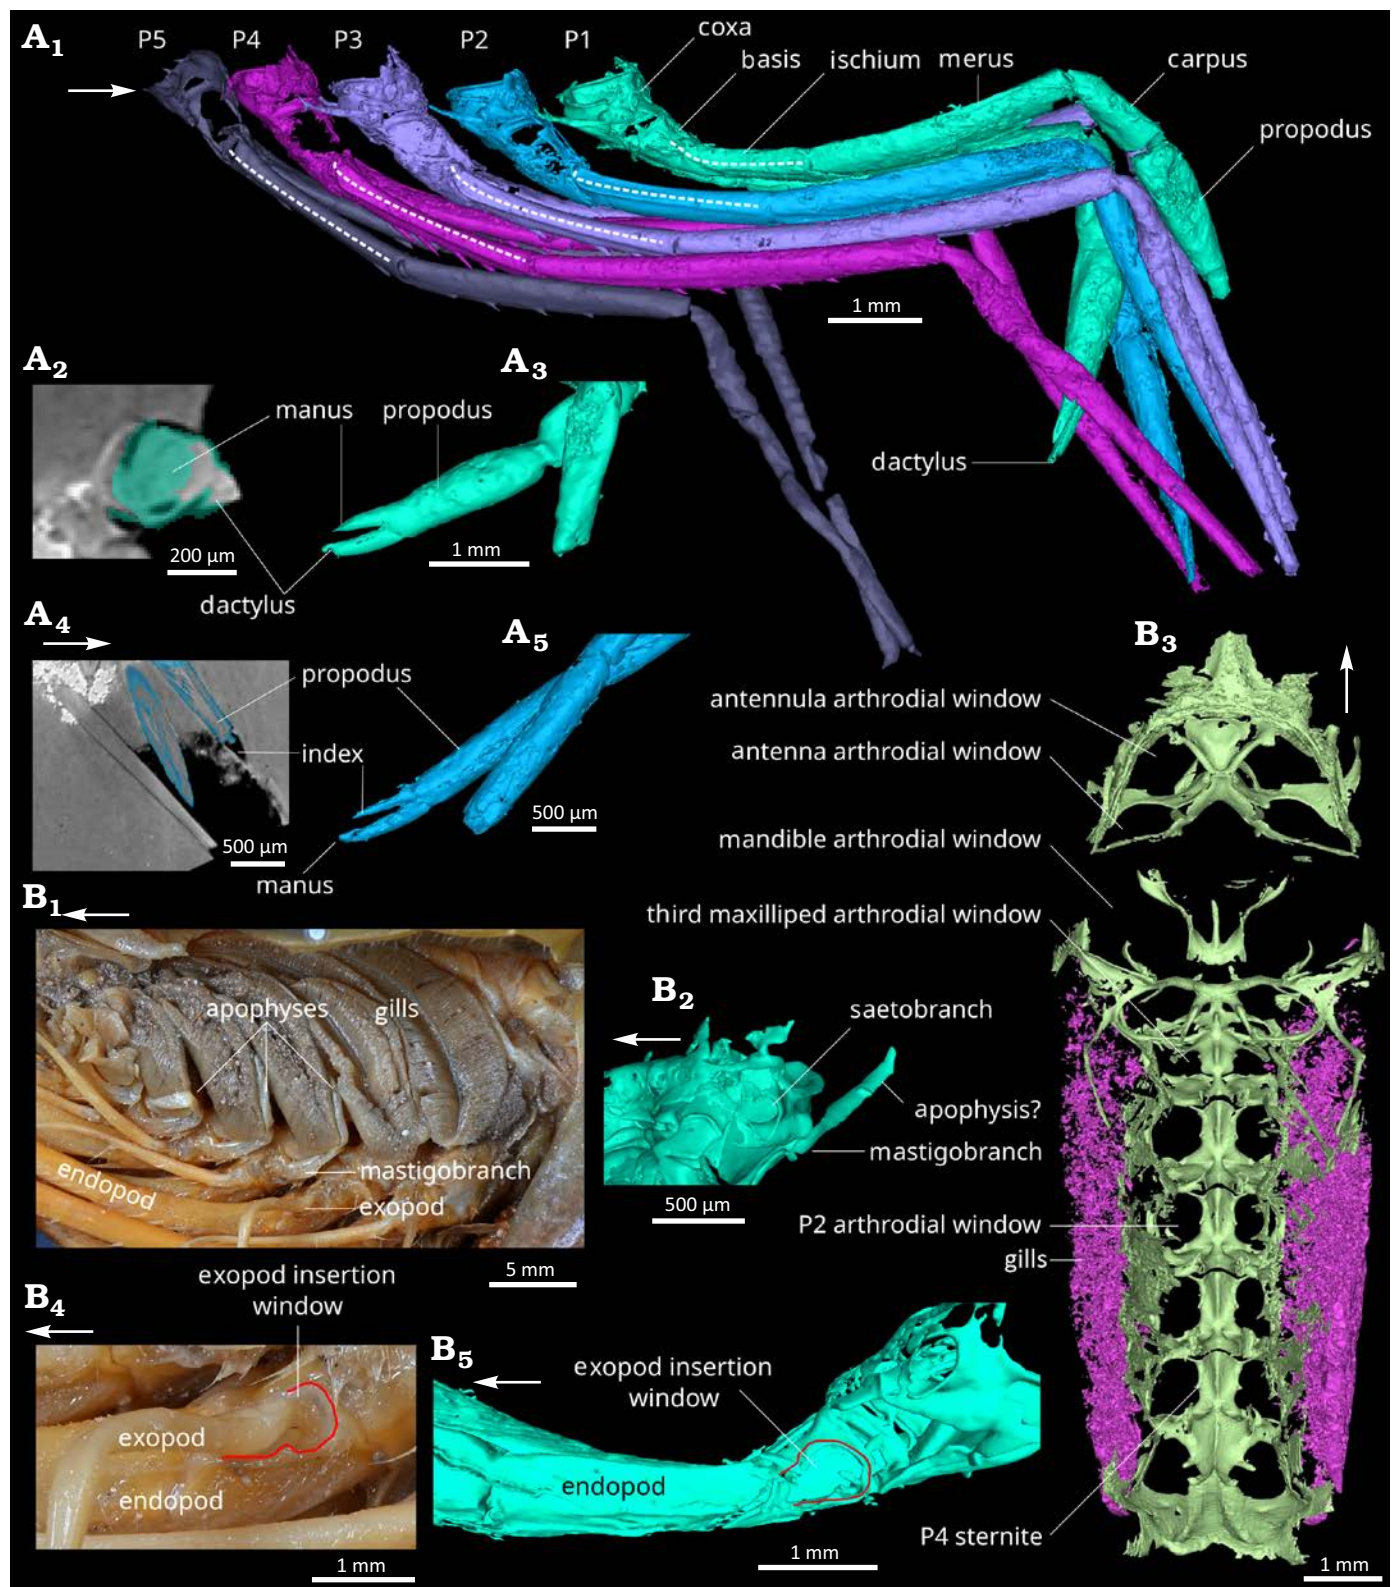 A1
P5 P4 P3 P2 P1
coxa
basis ischium merus carpus
propodus
1 mm
dactylus
A2
manus
200 µm
dactylus
A3
propodus
1 mm
A4
propodus
index
500 µm
manus
A5
500 µm
B3
antennula arthrodial window
antenna arthrodial window
mandible arthrodial window
third maxilliped arthrodial window
P2 arthrodial window
gills
P4 sternite
1 mm
B1
apophyses gills
endopod
mastigobranch
exopod
5 mm
B2
saetobranch
apophysis?
mastigobranch
500 µm
B4
exopod insertion
window
exopod
endopod
1 mm
B5
exopod insertion
window
endopod
1 mm